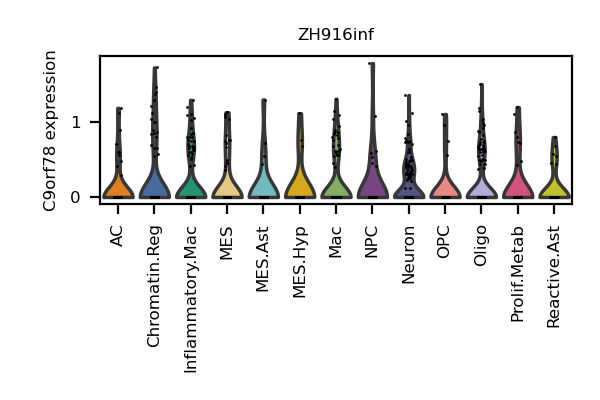 ZH916inf
C9orf78 expression
1
0
AC
Chromatin.Reg
Inflammatory.Mac
MES
MES.Ast
MES.Hyp
Mac
NPC
Neuron
OPC
Oligo
Prolif.Metab
Reactive.Ast